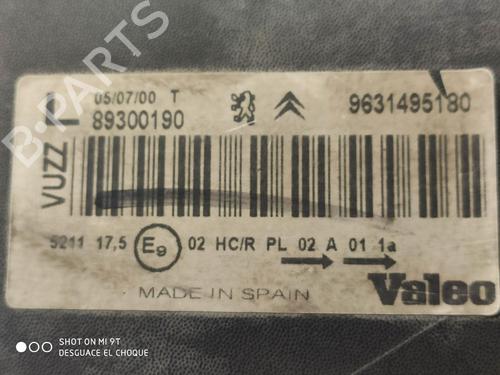 05/07/00 T
89300190
9631495180
VUZZ
5211 17,5 E9 02 HC/R PL 02 A 01 1a
MADE IN SPAIN
Valeo
B-PARTS
SHOT ON MI 9T
DESGUACE EL CHOQUE